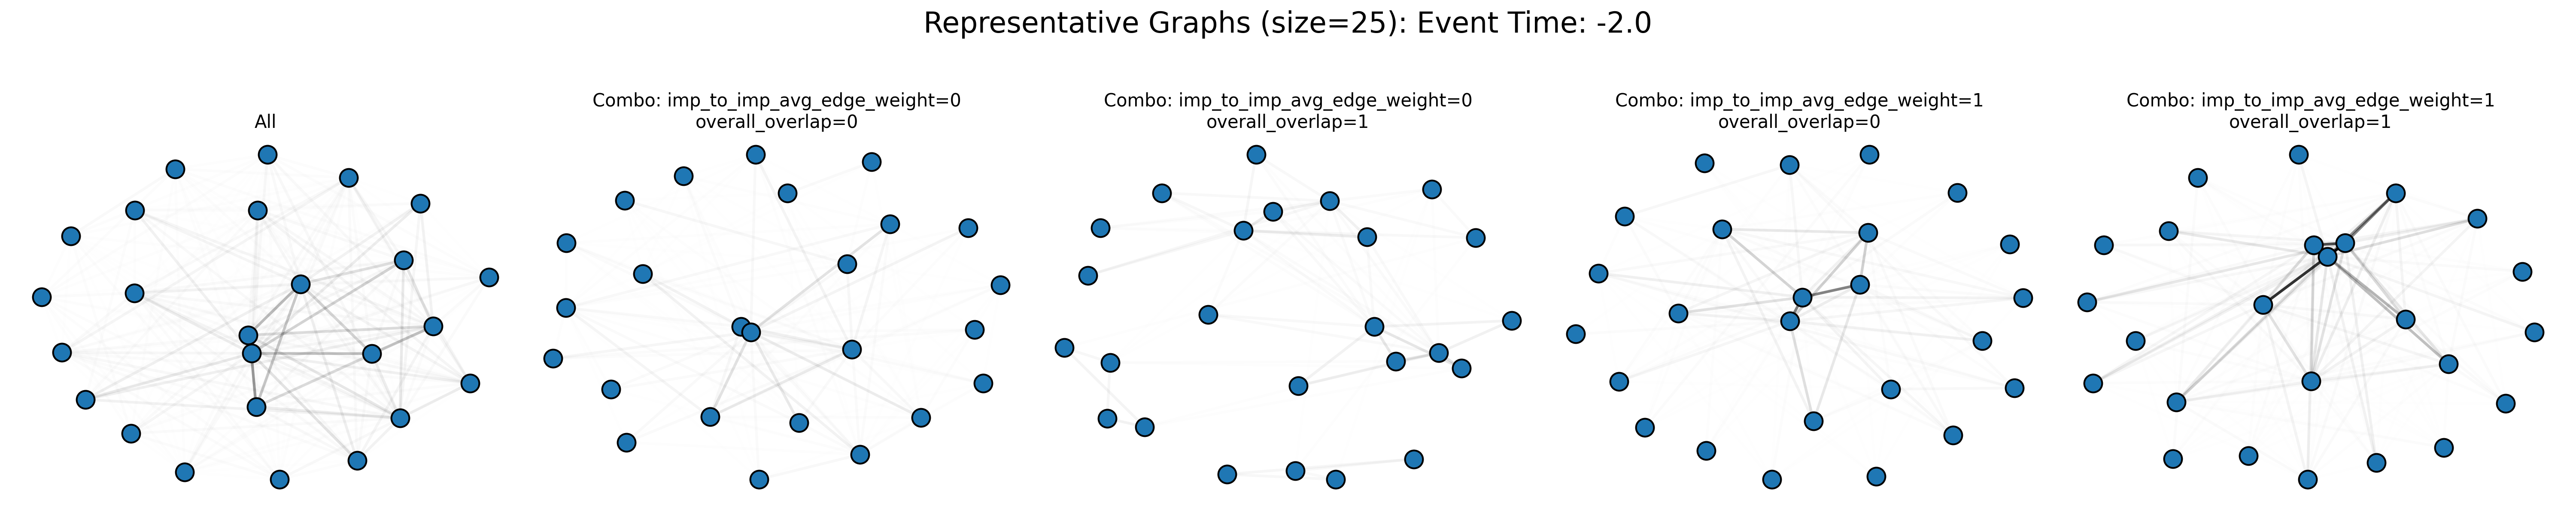 Representative Graphs (size=25): Event Time: -2.0
All
Combo: imp_to_imp_avg_edge_weight=0
overall_overlap=0
Combo: imp_to_imp_avg_edge_weight=0
overall_overlap=1
Combo: imp_to_imp_avg_edge_weight=1
overall_overlap=0
Combo: imp_to_imp_avg_edge_weight=1
overall_overlap=1